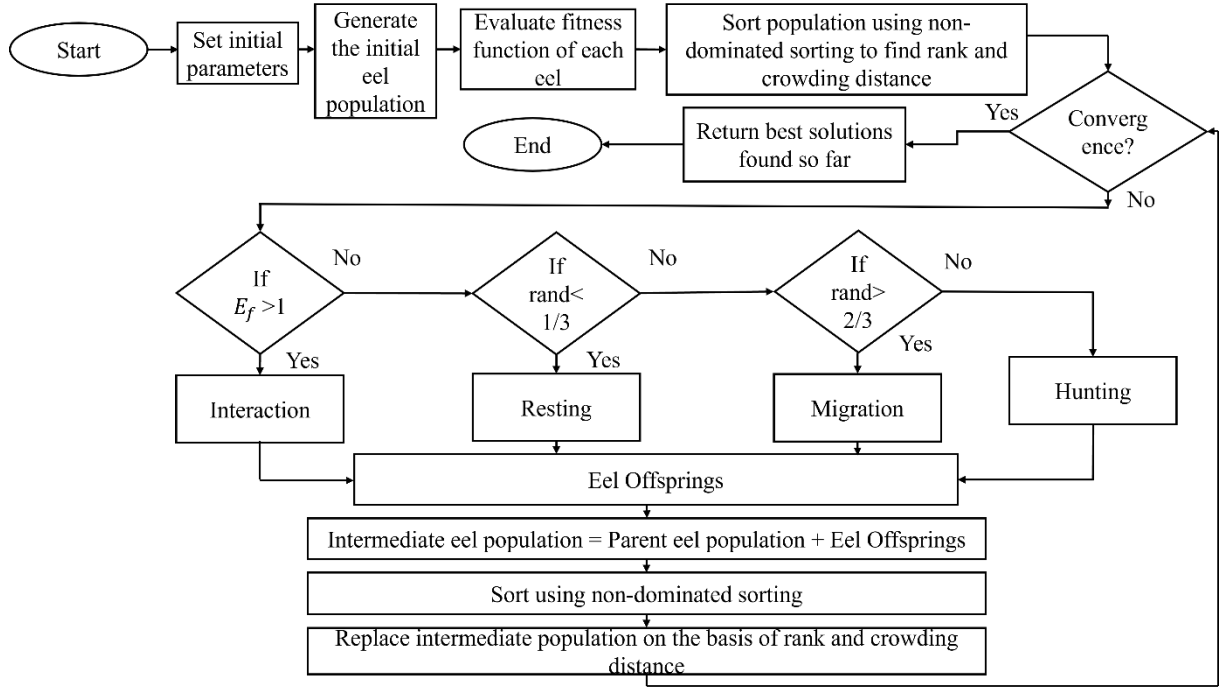 Start
Set initial
parameters
Generate
the initial
eel
population
Evaluate fitness
function of each
eel
Sort population using non-
dominated sorting to find rank and
crowding distance
Converg
ence?
Yes
Return best solutions
found so far
End
No
If
E_f >1
No
If
rand<
1/3
No
If
rand>
2/3
No
Yes
Yes
Yes
Interaction
Resting
Migration
Hunting
Eel Offsprings
Intermediate eel population = Parent eel population + Eel Offsprings
Sort using non-dominated sorting
Replace intermediate population on the basis of rank and crowding
distance